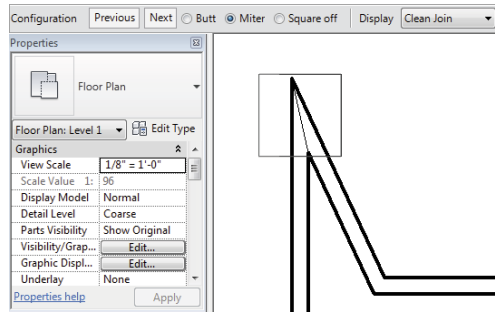 Configuration Previous Next Butt Miter Square off Display Clean Join
Properties
Floor Plan
Floor Plan: Level 1 Edit Type
Graphics
View Scale 1/8" = 1'-0"
Scale Value 1: 96
Display Model Normal
Detail Level Coarse
Parts Visibility Show Original
Visibility/Grap... Edit...
Graphic Displ... Edit...
Underlay None
Properties help Apply